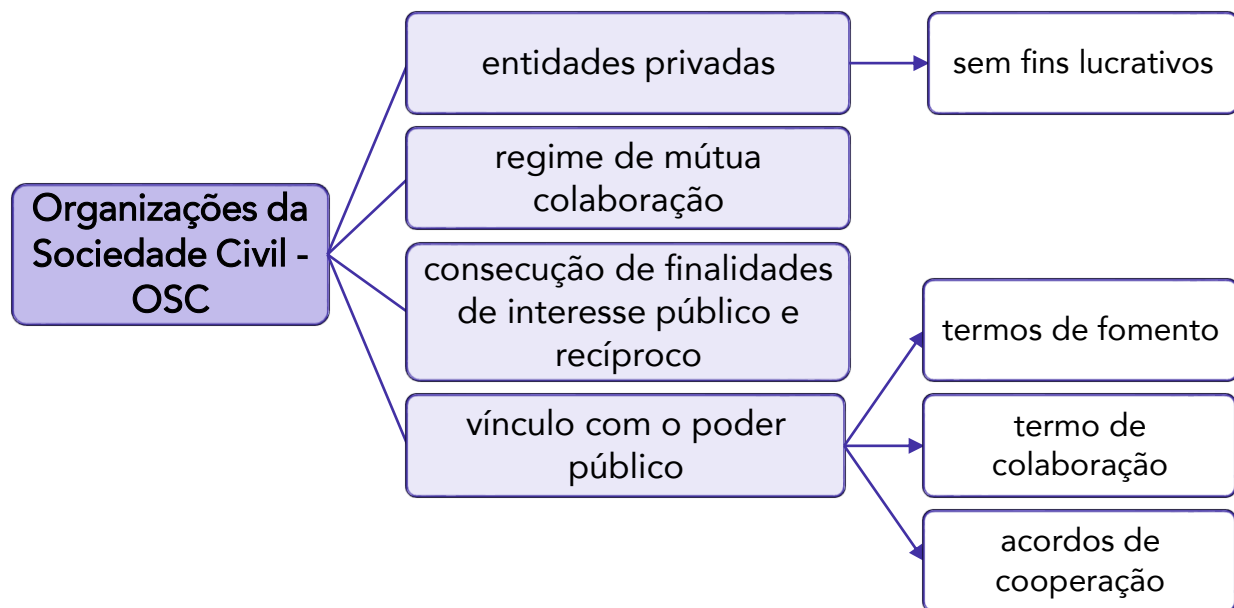 entidades privadas
sem fins lucrativos
regime de mútua
colaboração
Organizações da
Sociedade Civil -
OSC
consecução de finalidades
de interesse público e
recíproco
vínculo com o poder
público
termos de fomento
termo de
colaboração
acordos de
cooperação